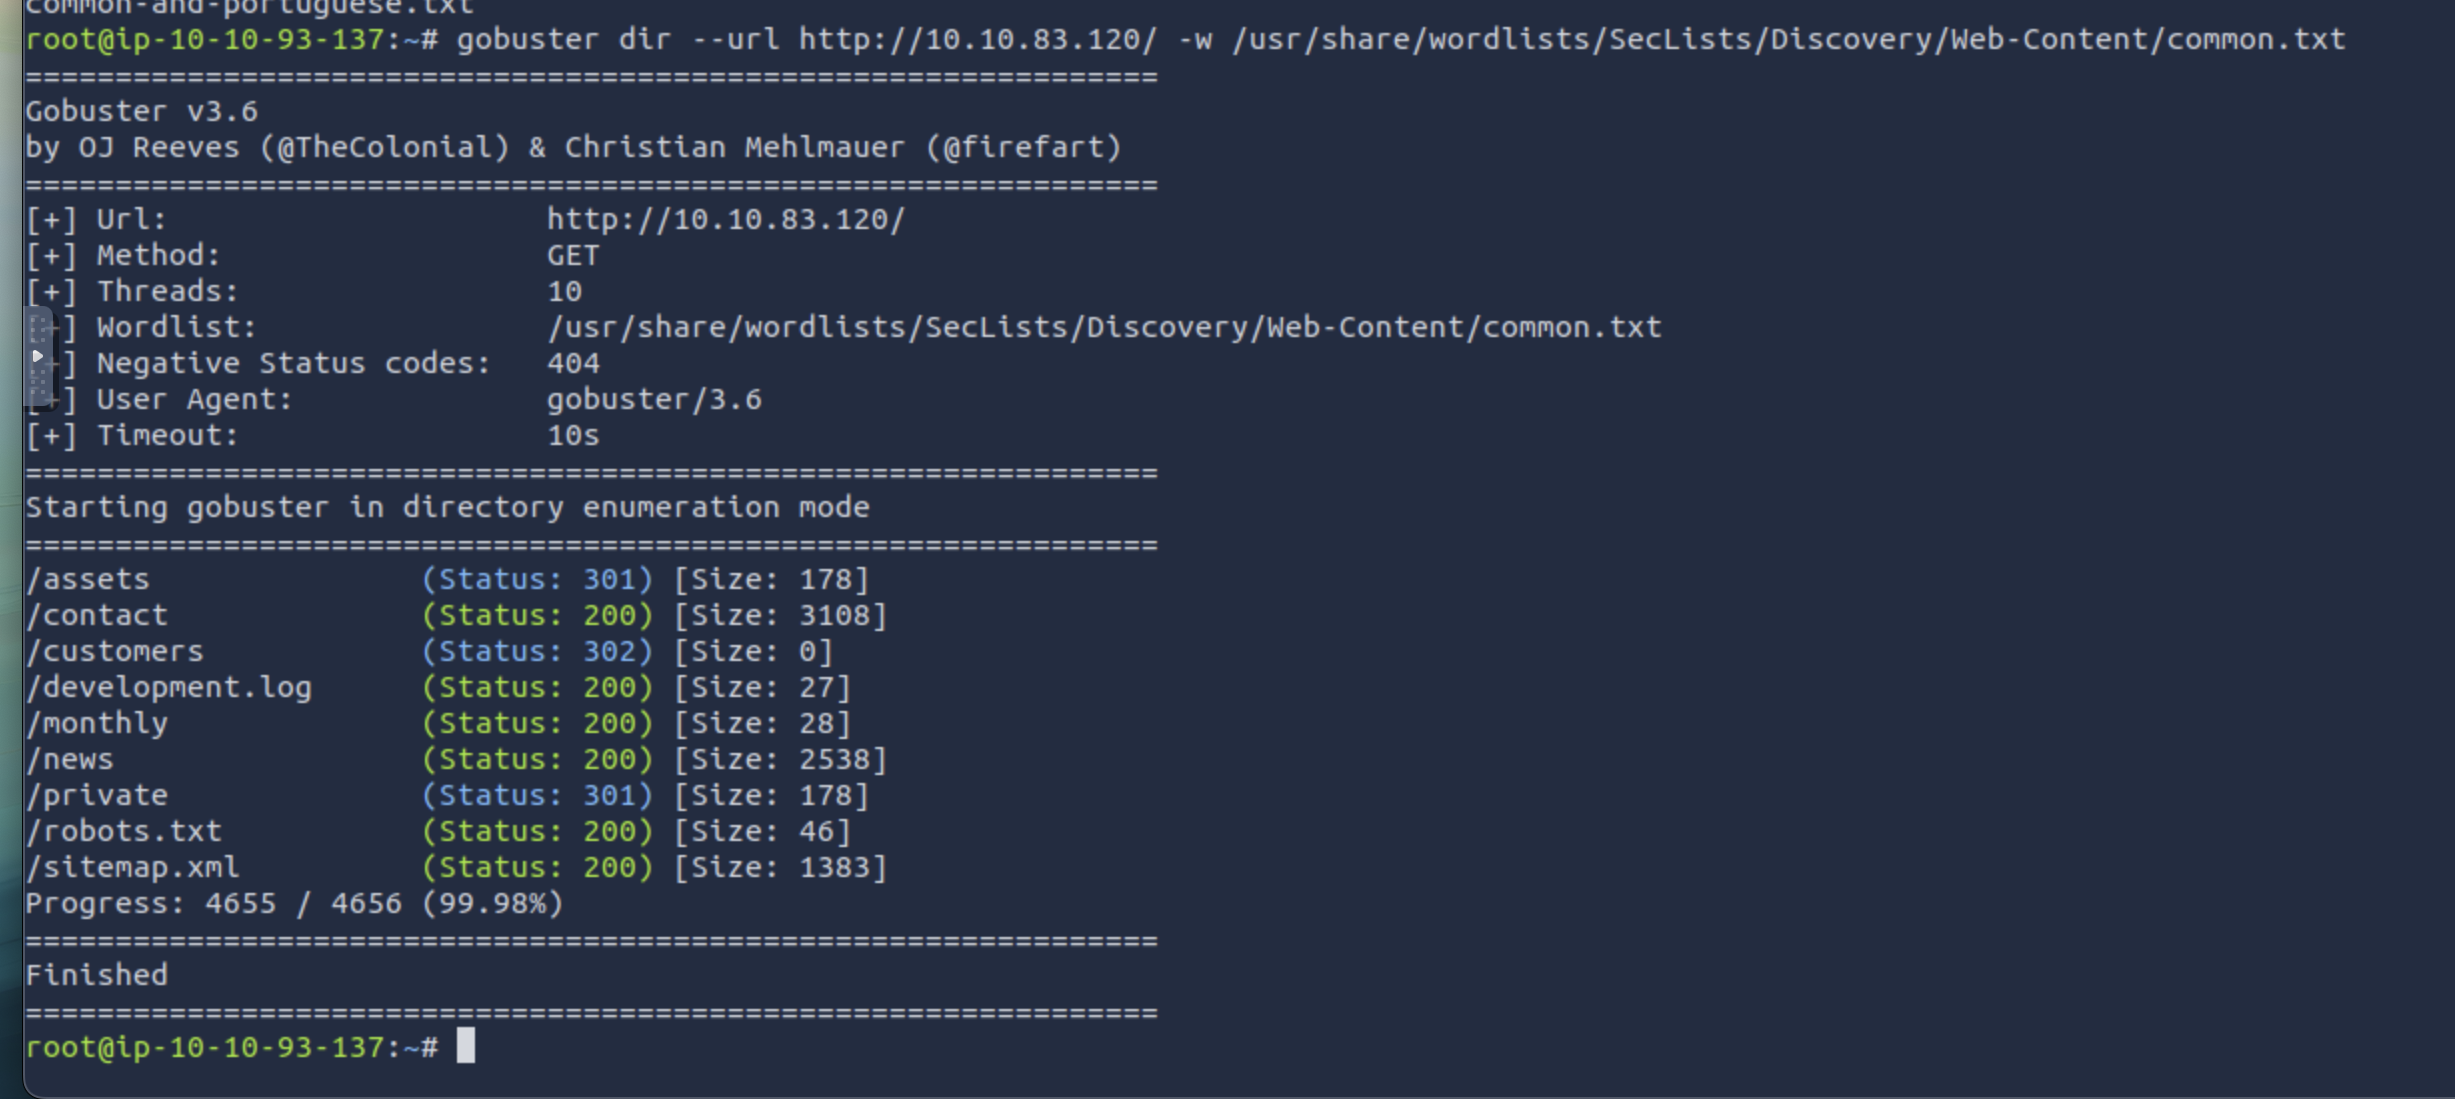 common-and-portuguese.txt
root@ip-10-10-93-137:~# gobuster dir --url http://10.10.83.120/ -w /usr/share/wordlists/SecLists/Discovery/Web-Content/common.txt
===============================================================
Gobuster v3.6
by OJ Reeves (@TheColonial) & Christian Mehlmauer (@firefart)
===============================================================
[+] Url:                     http://10.10.83.120/
[+] Method:                  GET
[+] Threads:                 10
[+] Wordlist:                /usr/share/wordlists/SecLists/Discovery/Web-Content/common.txt
[+] Negative Status codes:   404
[+] User Agent:              gobuster/3.6
[+] Timeout:                 10s
===============================================================
Starting gobuster in directory enumeration mode
===============================================================
/assets               (Status: 301) [Size: 178]
/contact              (Status: 200) [Size: 3108]
/customers            (Status: 302) [Size: 0]
/development.log      (Status: 200) [Size: 27]
/monthly              (Status: 200) [Size: 28]
/news                 (Status: 200) [Size: 2538]
/private              (Status: 301) [Size: 178]
/robots.txt           (Status: 200) [Size: 46]
/sitemap.xml          (Status: 200) [Size: 1383]
Progress: 4655 / 4656 (99.98%)
===============================================================
Finished
===============================================================
root@ip-10-10-93-137:~#